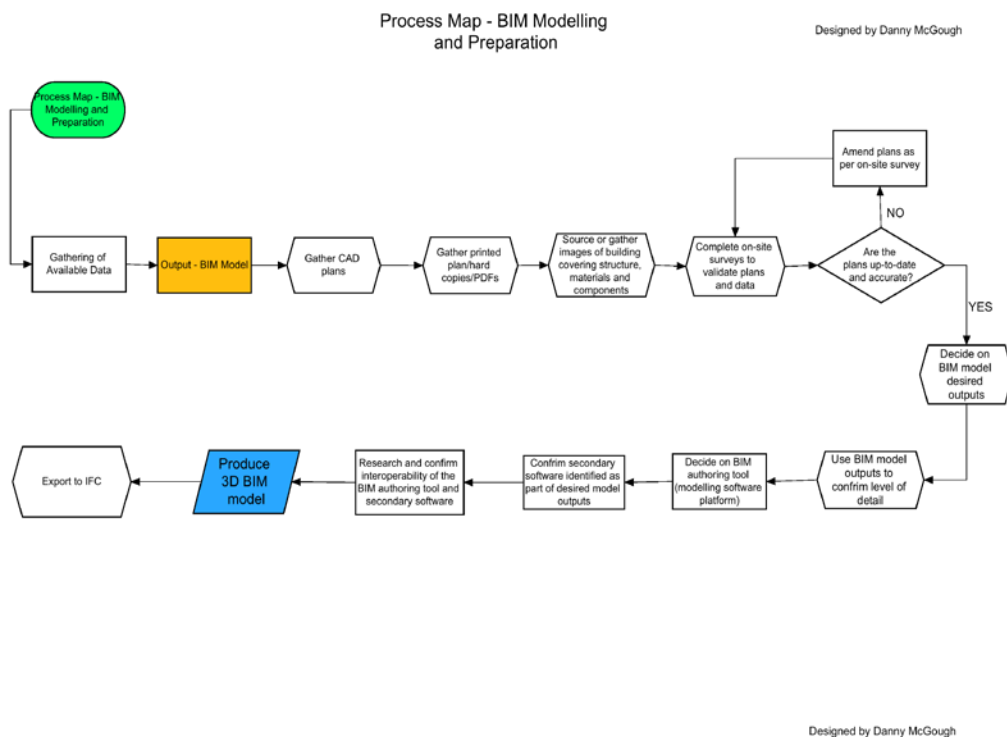 Process Map - BIM Modelling
and Preparation
Designed by Danny McGough
Process Map - BIM
Modelling and
Preparation
Amend plans as
per on-site survey
NO
Gathering of
Available Data
Output - BIM Model
Gather CAD
plans
Gather printed
plan/hard
copies/PDFs
Source or gather
images of building
covering structure,
materials and
components
Complete on-site
surveys to
validate plans
and data
Are the
plans up-to-date
and accurate?
YES
Decide on
BIM model
desired
outputs
Use BIM model
outputs to
confrim level of
detail
Decide on BIM
authoring tool
(modelling software
platform)
Confrim secondary
software identified as
part of desired model
outputs
Research and confirm
interoperability of the
BIM authoring tool and
secondary software
Produce
3D BIM
model
Export to IFC
Designed by Danny McGough